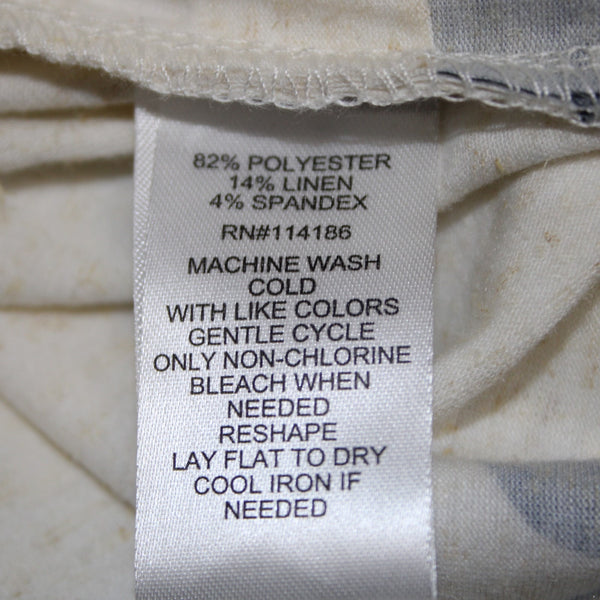 82% POLYESTER
14% LINEN
4% SPANDEX
RN#114186
MACHINE WASH
COLD
WITH LIKE COLORS
GENTLE CYCLE
ONLY NON-CHLORINE
BLEACH WHEN
NEEDED
RESHAPE
LAY FLAT TO DRY
COOL IRON IF
NEEDED